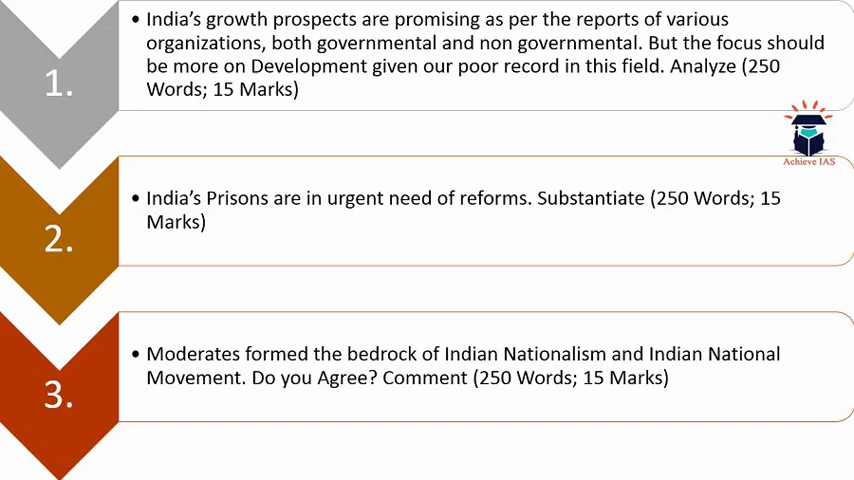 1.
• India’s growth prospects are promising as per the reports of various
organizations, both governmental and non governmental. But the focus should
be more on Development given our poor record in this field. Analyze (250
Words; 15 Marks)
Achieve IAS
2.
• India’s Prisons are in urgent need of reforms. Substantiate (250 Words; 15
Marks)
3.
• Moderates formed the bedrock of Indian Nationalism and Indian National
Movement. Do you Agree? Comment (250 Words; 15 Marks)